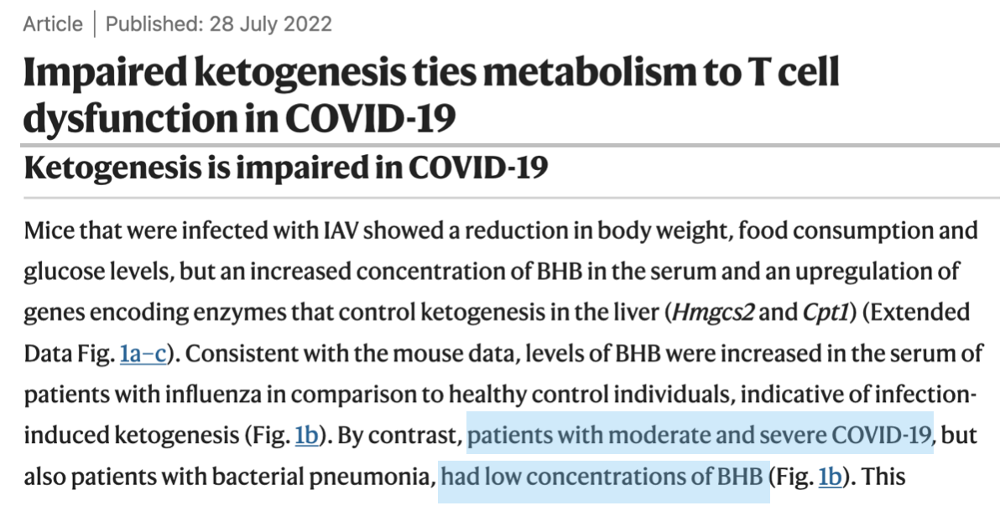 Article | Published: 28 July 2022
Impaired ketogenesis ties metabolism to T cell
dysfunction in COVID-19
Ketogenesis is impaired in COVID-19
Mice that were infected with IAV showed a reduction in body weight, food consumption and
glucose levels, but an increased concentration of BHB in the serum and an upregulation of
genes encoding enzymes that control ketogenesis in the liver (Hmgcs2 and Cpt1) (Extended
Data Fig. 1a–c). Consistent with the mouse data, levels of BHB were increased in the serum of
patients with influenza in comparison to healthy control individuals, indicative of infection-
induced ketogenesis (Fig. 1b). By contrast, patients with moderate and severe COVID-19, but
also patients with bacterial pneumonia, had low concentrations of BHB (Fig. 1b). This